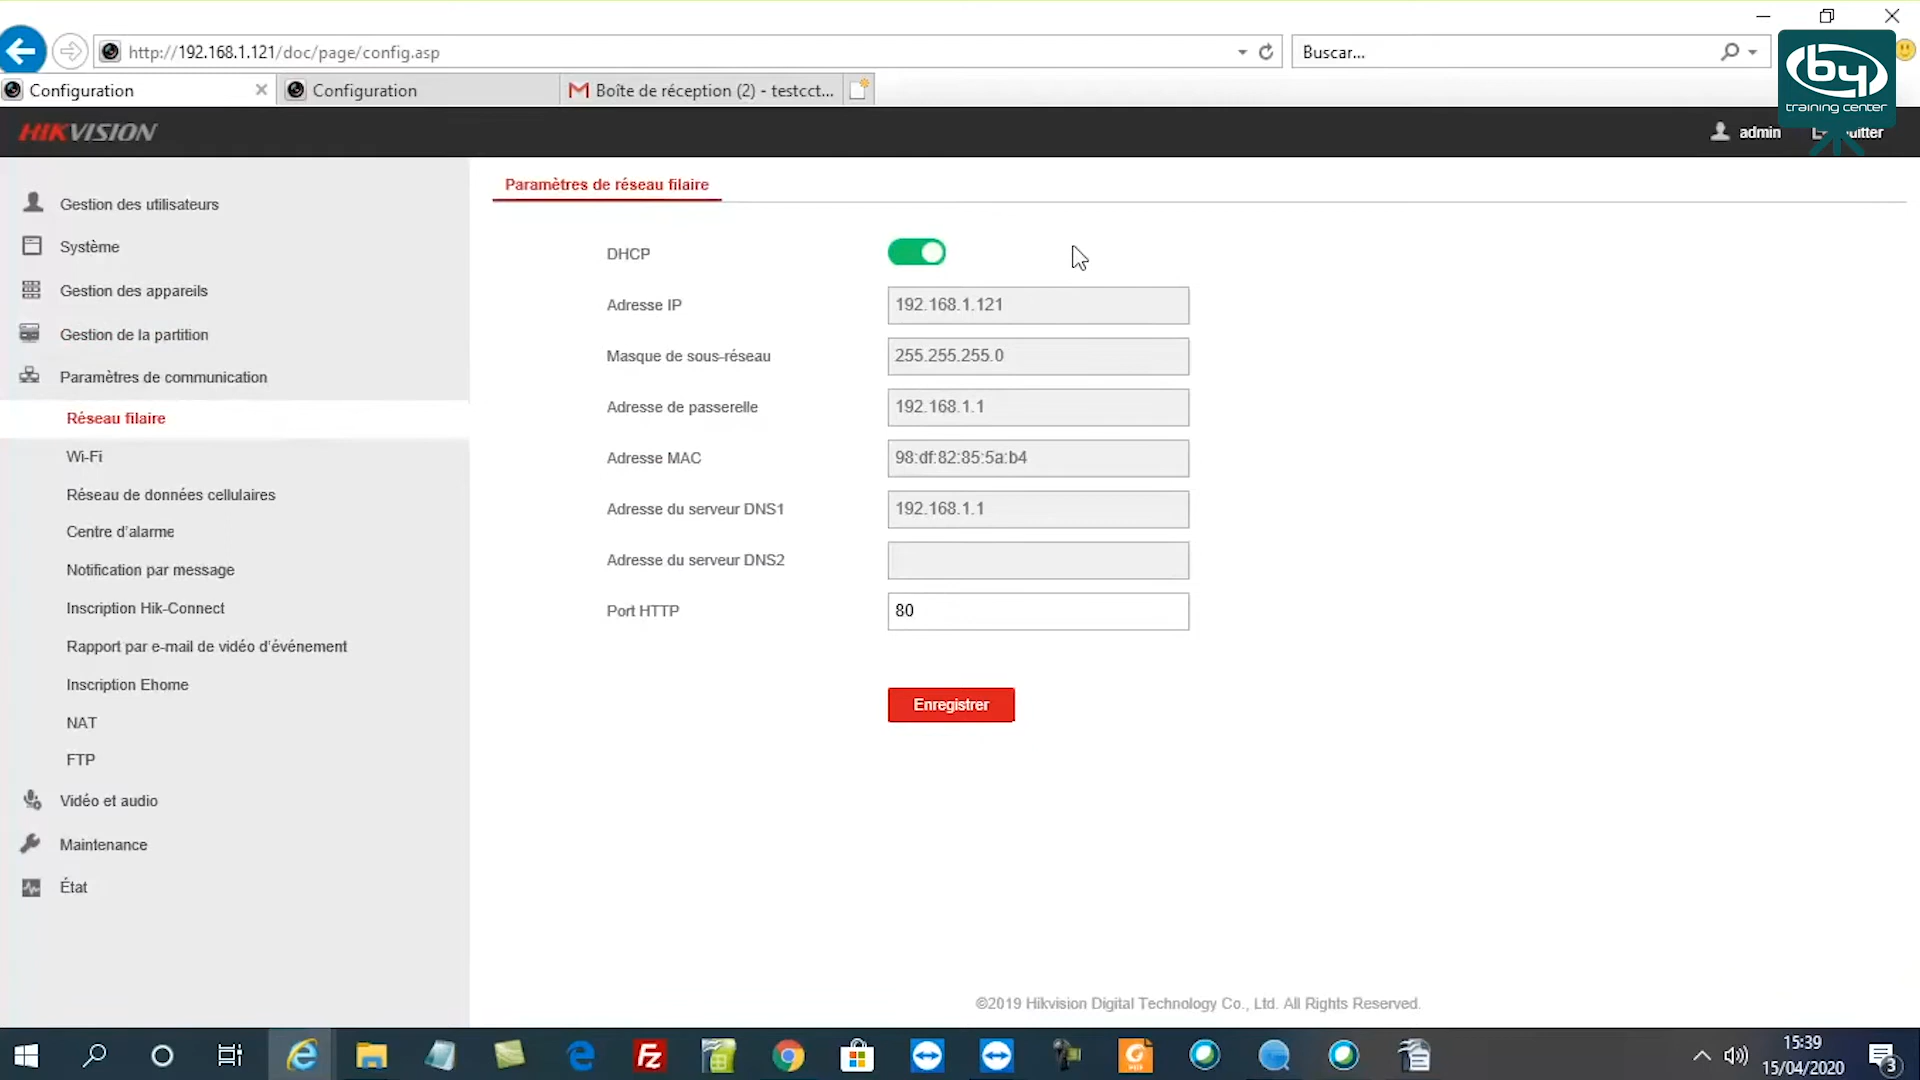 http://192.168.1.121/doc/page/config.asp
Buscar...
Configuration
Configuration
Boîte de réception (2) - testcct...
by
training center
HIKVISION
admin
Gestion des utilisateurs
Système
Gestion des appareils
Gestion de la partition
Paramètres de communication
Réseau filaire
Wi-Fi
Réseau de données cellulaires
Centre d'alarme
Notification par message
Inscription Hik-Connect
Rapport par e-mail de vidéo d'événement
Inscription Ehome
NAT
FTP
Vidéo et audio
Maintenance
État
Paramètres de réseau filaire
DHCP
Adresse IP 192.168.1.121
Masque de sous-réseau 255.255.255.0
Adresse de passerelle 192.168.1.1
Adresse MAC 98:df:82:85:5a:b4
Adresse du serveur DNS1 192.168.1.1
Adresse du serveur DNS2
Port HTTP 80
Enregistrer
©2019 Hikvision Digital Technology Co., Ltd. All Rights Reserved.
15:39
15/04/2020
3